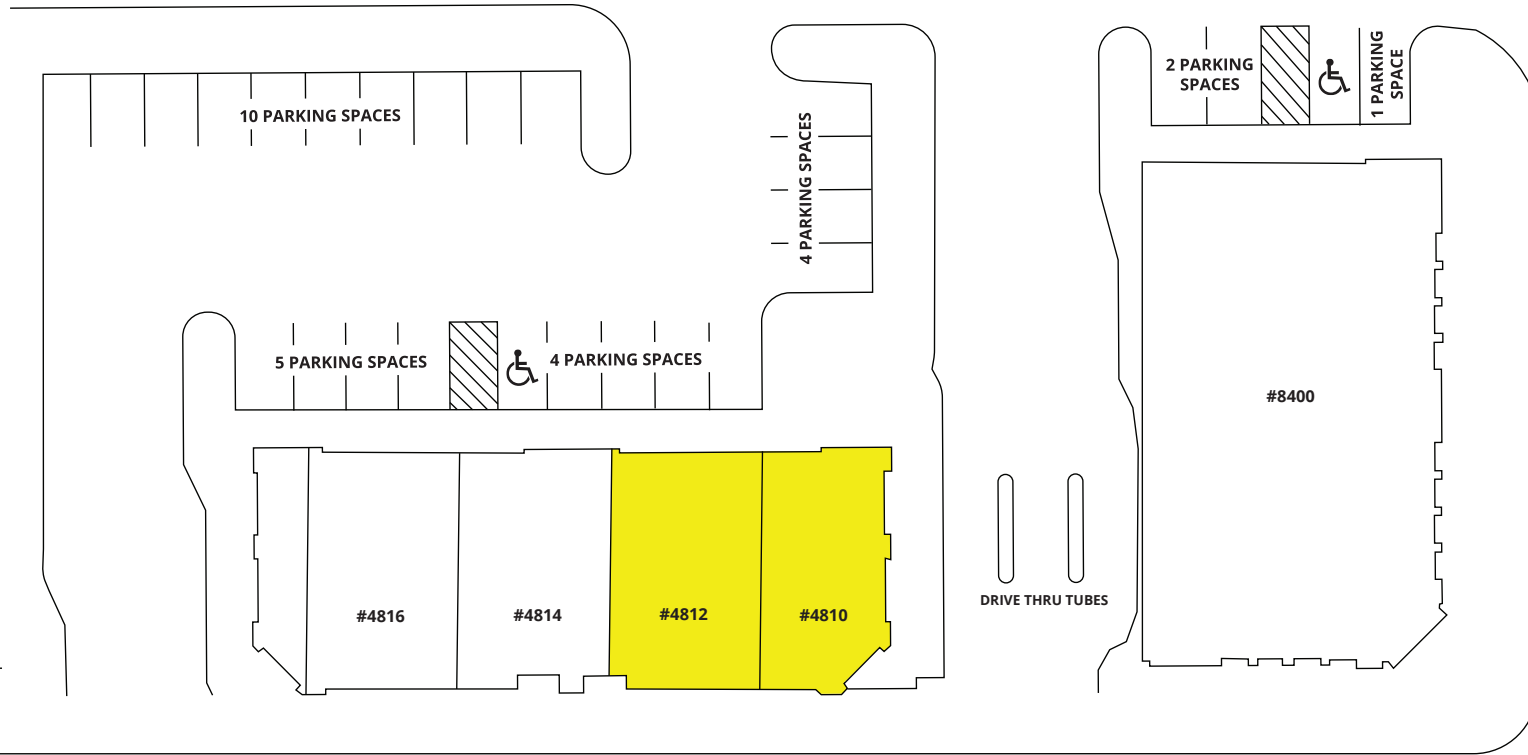 10 PARKING SPACES
4 PARKING SPACES
2 PARKING
SPACES
1 PARKING
SPACE
5 PARKING SPACES
4 PARKING SPACES
#8400
#4816
#4814
#4812
#4810
DRIVE THRU TUBES